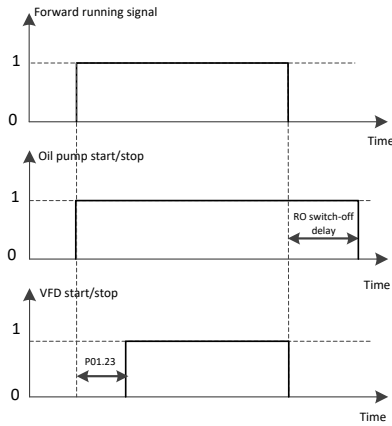 Forward running signal
1
0
Time
Oil pump start/stop
1
RO switch-off
delay
0
Time
VFD start/stop
1
P01.23
0
Time